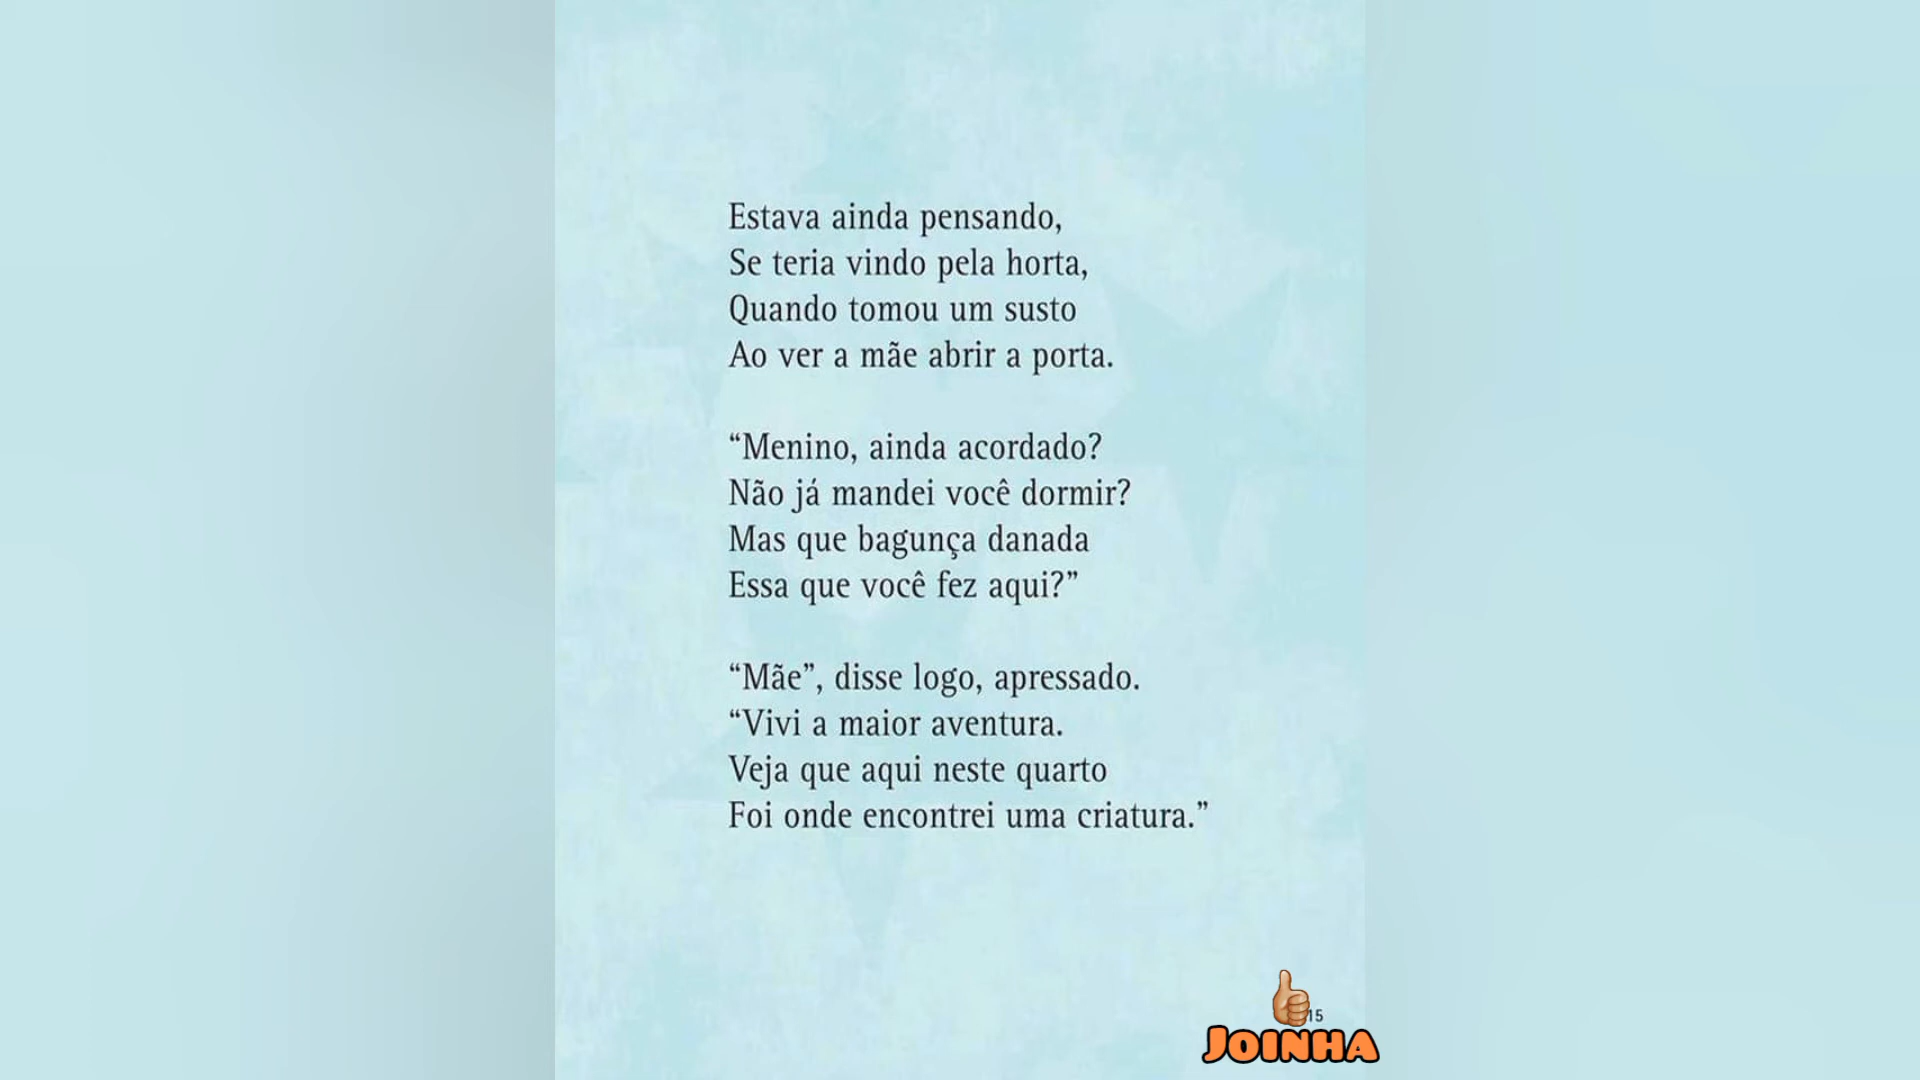 Estava ainda pensando,
Se teria vindo pela horta,
Quando tomou um susto
Ao ver a mãe abrir a porta.
“Menino, ainda acordado?
Não já mandei você dormir?
Mas que bagunça danada
Essa que você fez aqui?”
“Mãe”, disse logo, apressado.
“Vivi a maior aventura.
Veja que aqui neste quarto
Foi onde encontrei uma criatura.”
15
JOINHA